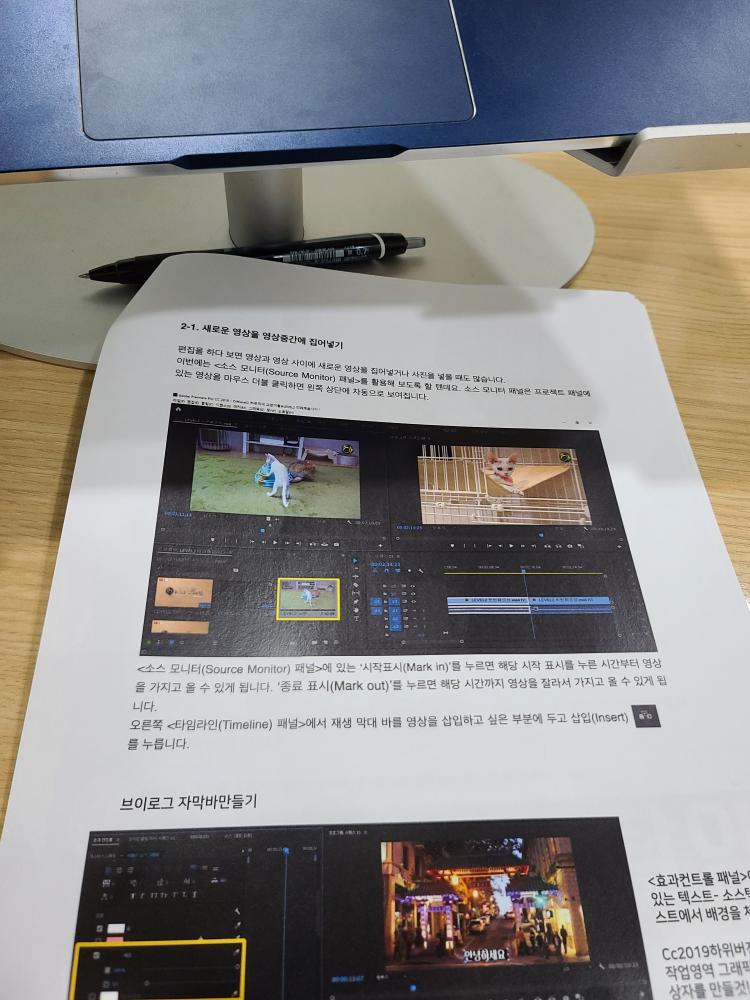 2-1. 새로운 영상을 영상중간에 집어넣기
편집을 하다 보면 영상과 영상 사이에 새로운 영상을 집어넣거나 사진을 넣을 때도 많습니다.
이번에는 <소스 모니터(Source Monitor) 패널>를 활용해 보도록 할 텐데요. 소스 모니터 패널은 프로젝트 패널에
있는 영상을 마우스 더블 클릭하면 왼쪽 상단에 자동으로 보여집니다.
<소스 모니터(Source Monitor) 패널>에 있는 '시작표시(Mark in)'를 누르면 해당 시작 표시를 누른 시간부터 영상
을 가지고 올 수 있게 됩니다. '종료 표시(Mark out)'를 누르면 해당 시간까지 영상을 잘라서 가지고 올 수 있게 됩
니다.
오른쪽 <타임라인(Timeline) 패널>에서 재생 막대 바를 영상을 삽입하고 싶은 부분에 두고 삽입(Insert)
를 누릅니다.
브이로그 자막바만들기
안녕하세요
<효과컨트롤 패널>
있는 텍스트- 소스
스트에서 배경을
Cc2019하위버전
작업영역 그래픽
상자를 만들것